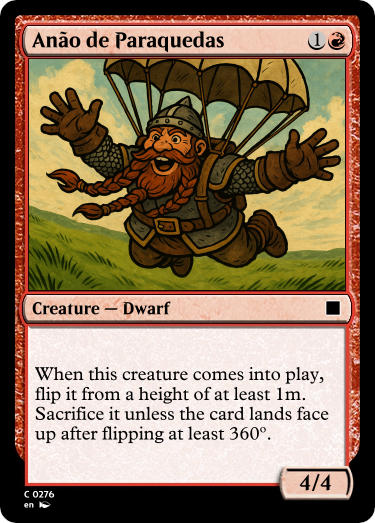 Anão de Paraquedas 1
Creature — Dwarf
When this creature comes into play,
flip it from a height of at least 1m.
Sacrifice it unless the card lands face
up after flipping at least 360º.
4/4
C 0276
en